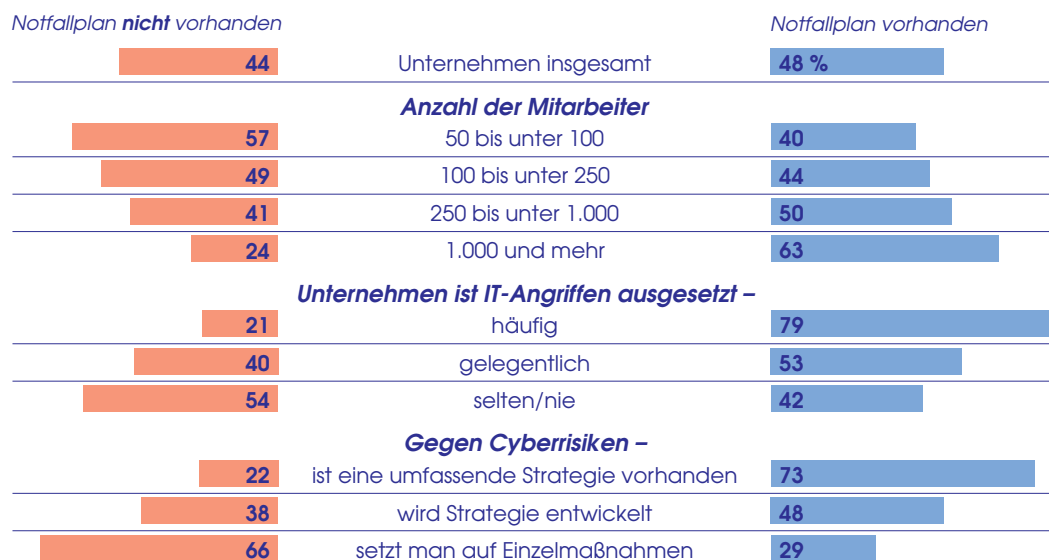 Notfallplan nicht vorhanden Notfallplan vorhanden
44 Unternehmen insgesamt 48 %
Anzahl der Mitarbeiter
57 50 bis unter 100 40
49 100 bis unter 250 44
41 250 bis unter 1.000 50
24 1.000 und mehr 63
Unternehmen ist IT-Angriffen ausgesetzt –
21 häufig 79
40 gelegentlich 53
54 selten/nie 42
Gegen Cyberrisiken –
22 ist eine umfassende Strategie vorhanden 73
38 wird Strategie entwickelt 48
66 setzt man auf Einzelmaßnahmen 29